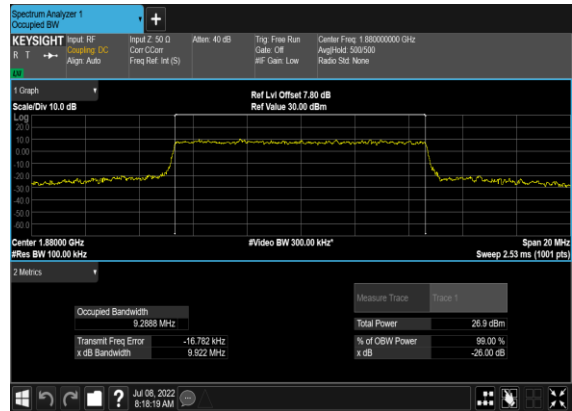 Spectrum Analyzer 1
Occupied BW
+
KEYSIGHT Input: RF Input Z: 50 Ω Atten: 40 dB Trig: Free Run Center Freq: 1.880000000 GHz
R T Coupling: DC Corr CCorr Gate: Off Avg|Hold: 500/500
Align: Auto Freq Ref: Int (S) #IF Gain: Low Radio Std: None
1 Graph
Ref Lvl Offset 7.80 dB
Scale/Div 10.0 dB Ref Value 30.00 dBm
Log
20.0
10.0
0.00
-10.0
-20.0
-30.0
-40.0
-50.0
-60.0
Center 1.88000 GHz #Video BW 300.00 kHz* Span 20 MHz
#Res BW 100.00 kHz Sweep 2.53 ms (1001 pts)
2 Metrics
Measure Trace Trace 1
Occupied Bandwidth
9.2888 MHz Total Power 26.9 dBm
Transmit Freq Error -16.782 kHz % of OBW Power 99.00 %
x dB Bandwidth 9.922 MHz x dB -26.00 dB
? Jul 08, 2022
8:18:19 AM